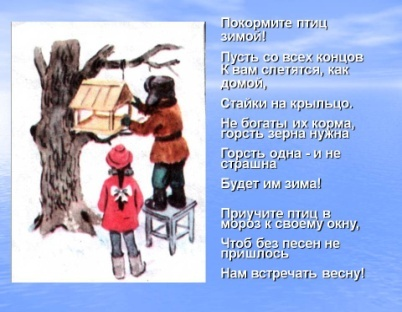 Покормите птиц
зимой!
Пусть со всех концов
К вам слетятся, как
домой,
Стайки на крыльцо.
Не богаты их корма,
горсть зерна нужна
Горсть одна - и не
страшна
Будет им зима!
Приучите птиц в
мороз к своему окну,
Чтоб без песен не
пришлось
Нам встречать весну!